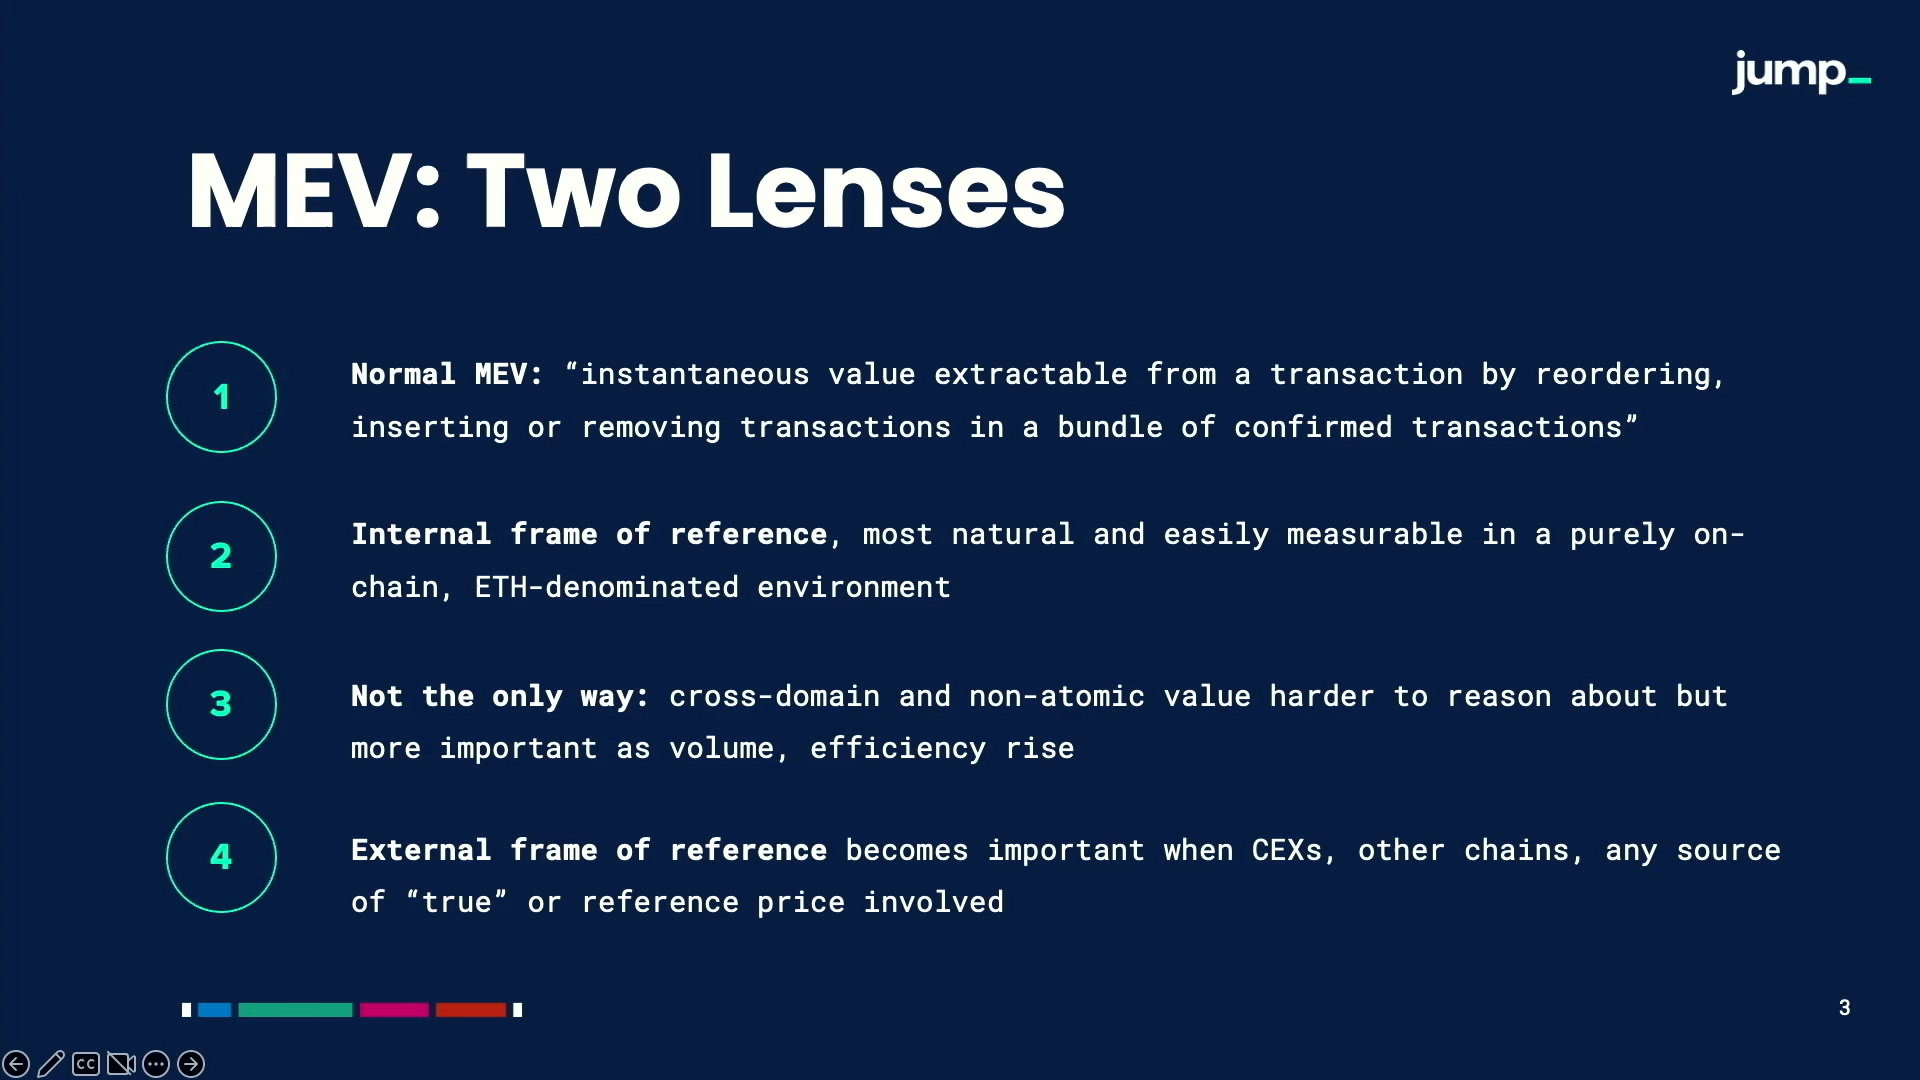 jump_
MEV: Two Lenses
1
Normal MEV: “instantaneous value extractable from a transaction by reordering,
inserting or removing transactions in a bundle of confirmed transactions”
2
Internal frame of reference, most natural and easily measurable in a purely on-
chain, ETH-denominated environment
3
Not the only way: cross-domain and non-atomic value harder to reason about but
more important as volume, efficiency rise
4
External frame of reference becomes important when CEXs, other chains, any source
of “true” or reference price involved
3
CC